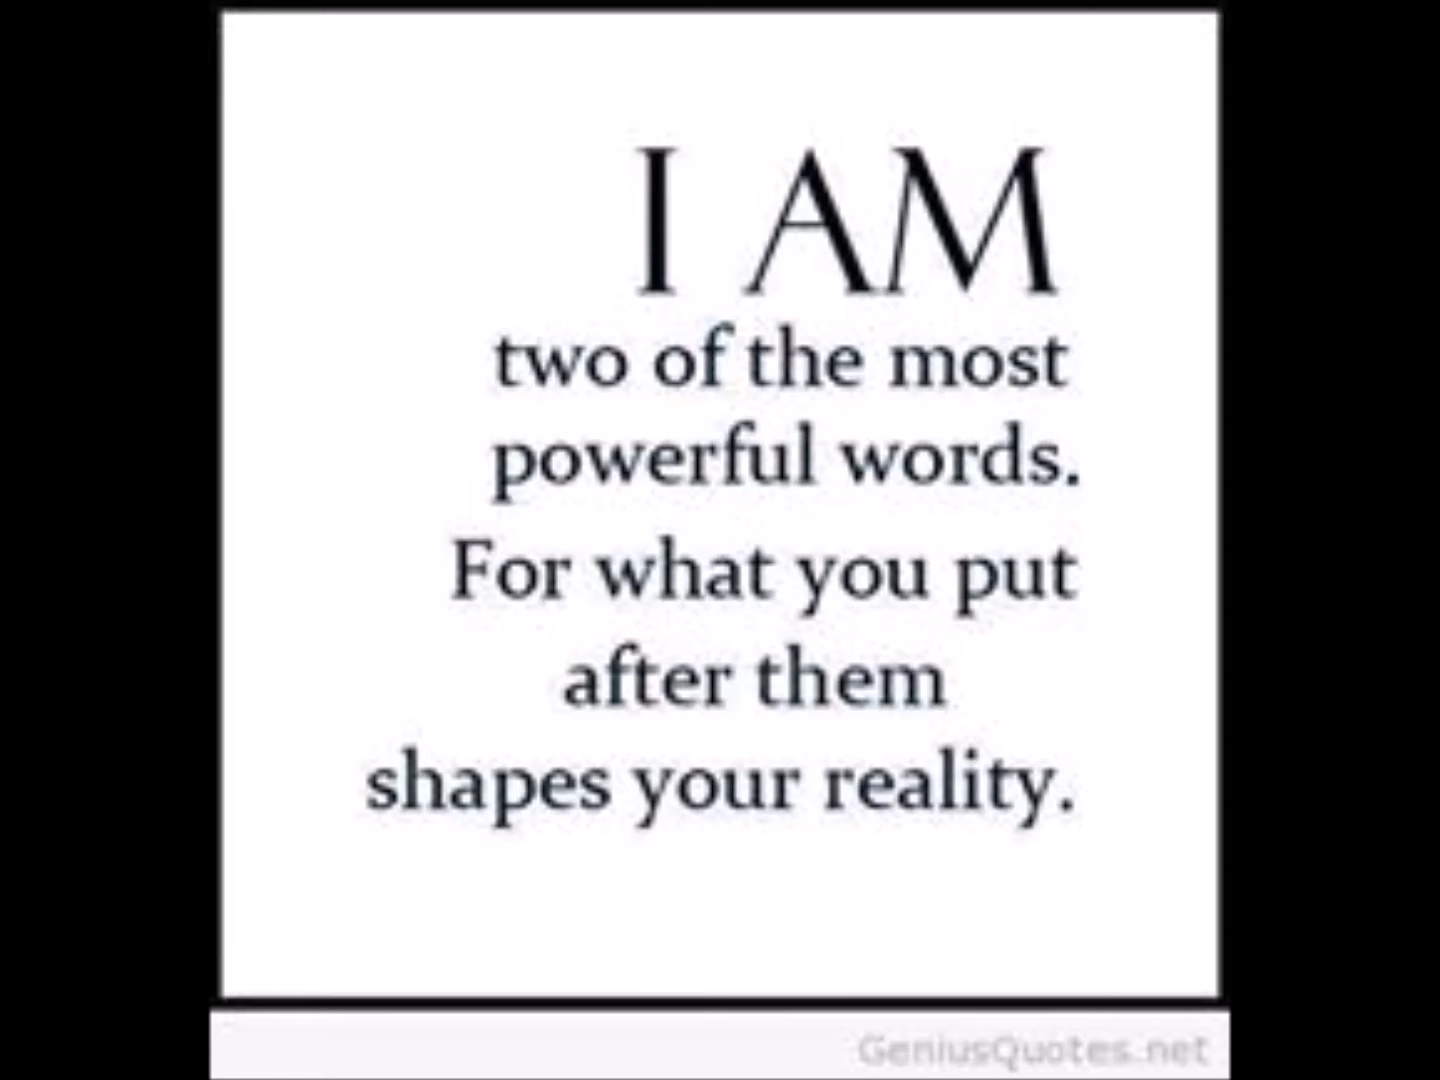 I AM
two of the most
powerful words.
For what you put
after them
shapes your reality.
GeniusQuotes.net